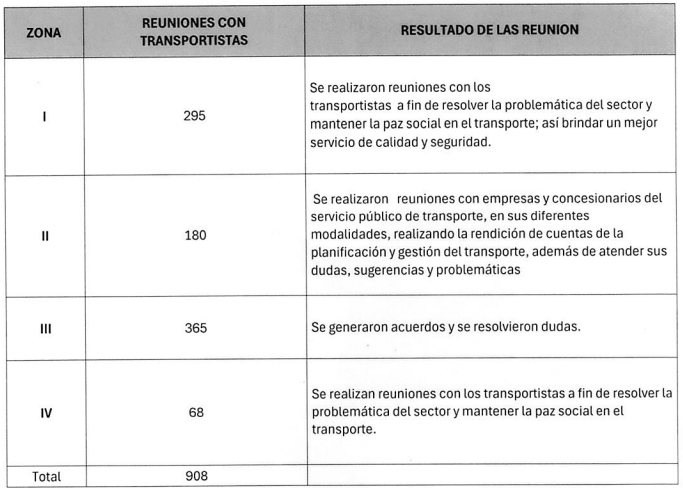 ZONA
REUNIONES CON
TRANSPORTISTAS
RESULTADO DE LAS REUNION
I
295
Se realizaron reuniones con los
transportistas a fin de resolver la problemática del sector y
mantener la paz social en el transporte; así brindar un mejor
servicio de calidad y seguridad.
II
180
Se realizaron reuniones con empresas y concesionarios del
servicio público de transporte, en sus diferentes
modalidades, realizando la rendición de cuentas de la
planificación y gestión del transporte, además de atender sus
dudas, sugerencias y problemáticas
III
365
Se generaron acuerdos y se resolvieron dudas.
IV
68
Se realizan reuniones con los transportistas a fin de resolver la
problemática del sector y mantener la paz social en el
transporte.
Total
908